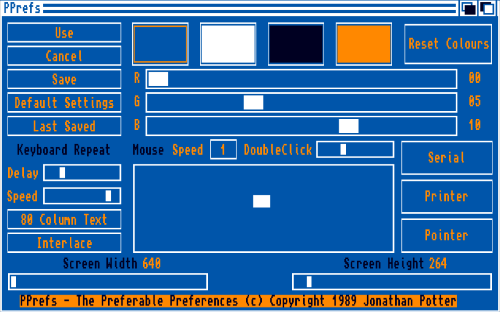 PPrefs
Use
Cancel
Save
Default Settings
Last Saved
Reset Colours
R 00
G 05
B 10
Keyboard Repeat
Delay
Speed
80 Column Text
Interlace
Mouse Speed 1 DoubleClick
Serial
Printer
Pointer
Screen Width 640
Screen Height 264
PPrefs - The Preferable Preferences (c) Copyright 1989 Jonathan Potter